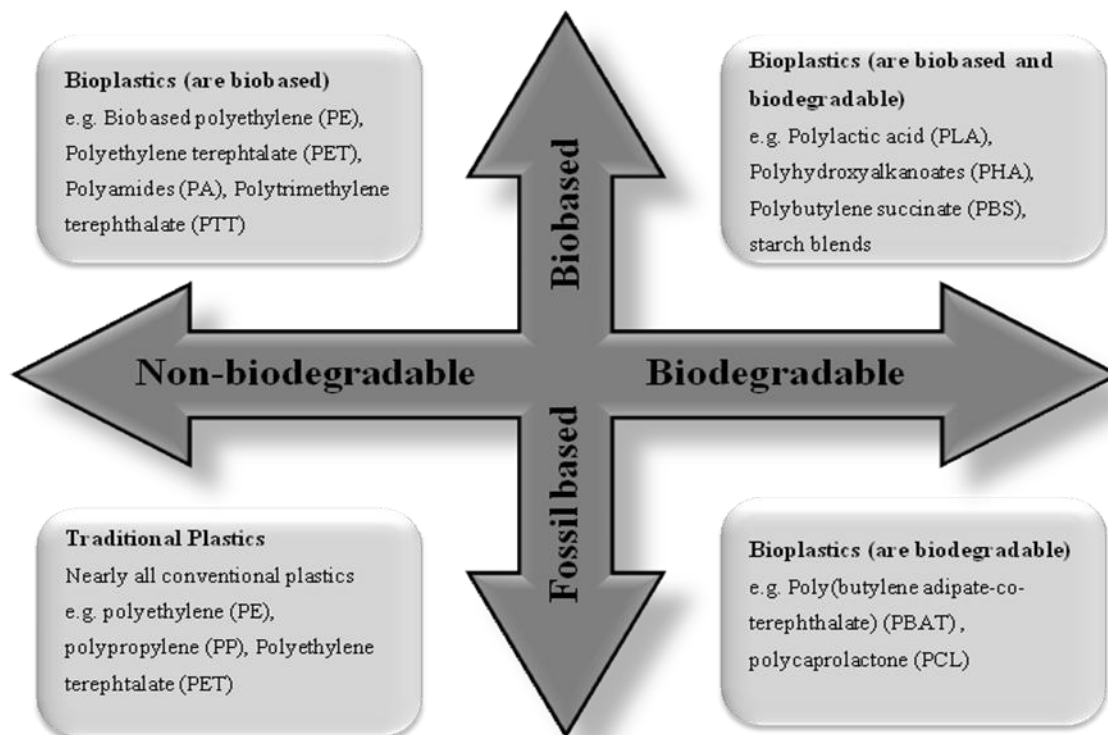 Bioplastics (are biobased)
e.g. Biobased polyethylene (PE),
Polyethylene terephtalate (PET),
Polyamides (PA), Polytrimethylene
terephthalate (PTT)
Bioplastics (are biobased and
biodegradable)
e.g. Polylactic acid (PLA),
Polyhydroxyalkanoates (PHA),
Polybutylene succinate (PBS),
starch blends
Biobased
Non-biodegradable
Biodegradable
Fossil based
Traditional Plastics
Nearly all conventional plastics
e.g. polyethylene (PE),
polypropylene (PP), Polyethylene
terephtalate (PET)
Bioplastics (are biodegradable)
e.g. Poly(butylene adipate-co-
terephthalate) (PBAT) ,
polycaprolactone (PCL)